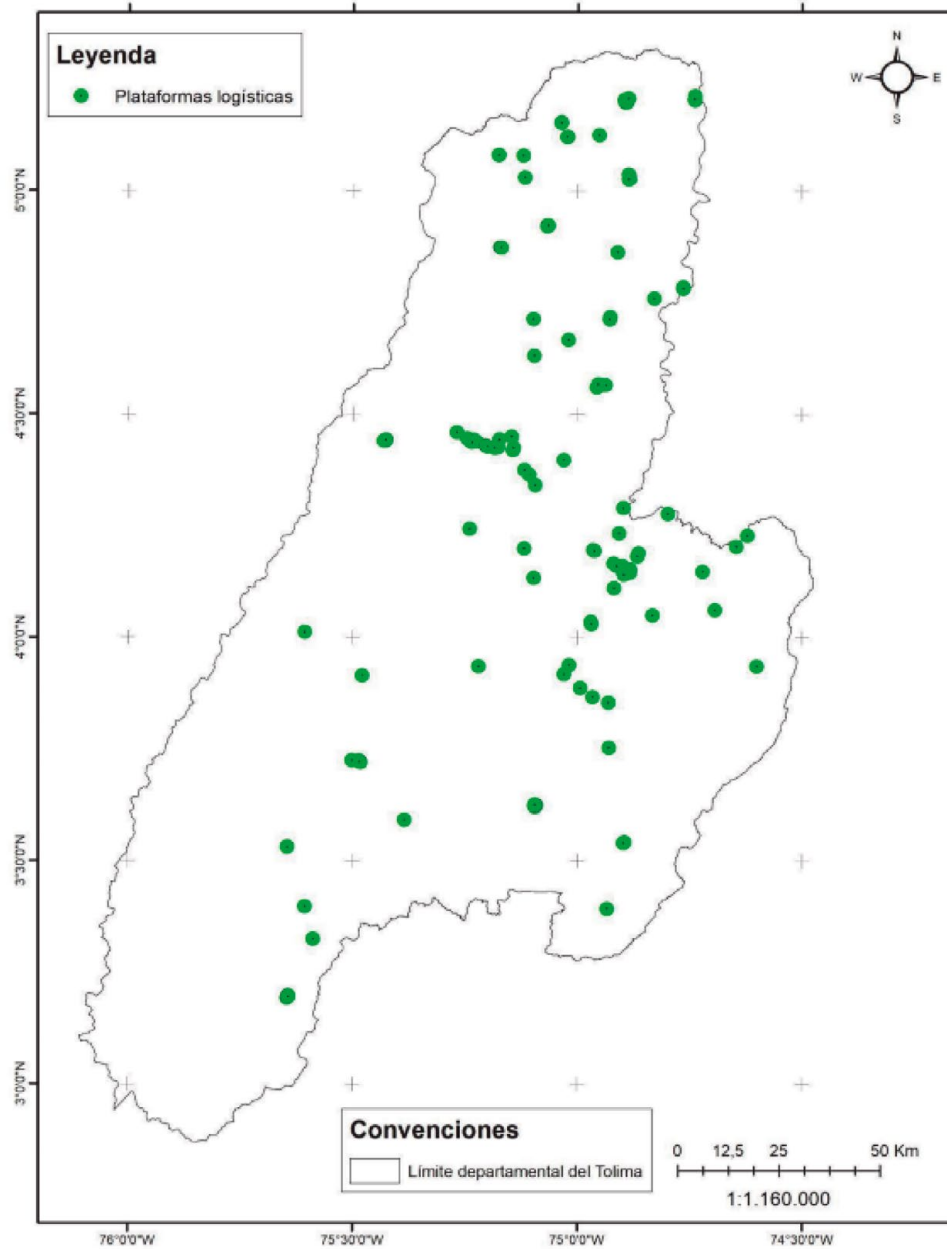 Leyenda
Plataformas logísticas
N
W
E
S
5°0'0"N
4°30'0"N
4°0'0"N
3°30'0"N
3°0'0"N
Convenciones
Límite departamental del Tolima
0 12,5 25 50 Km
1:1.160.000
76°0'0"W 75°30'0"W 75°0'0"W 74°30'0"W